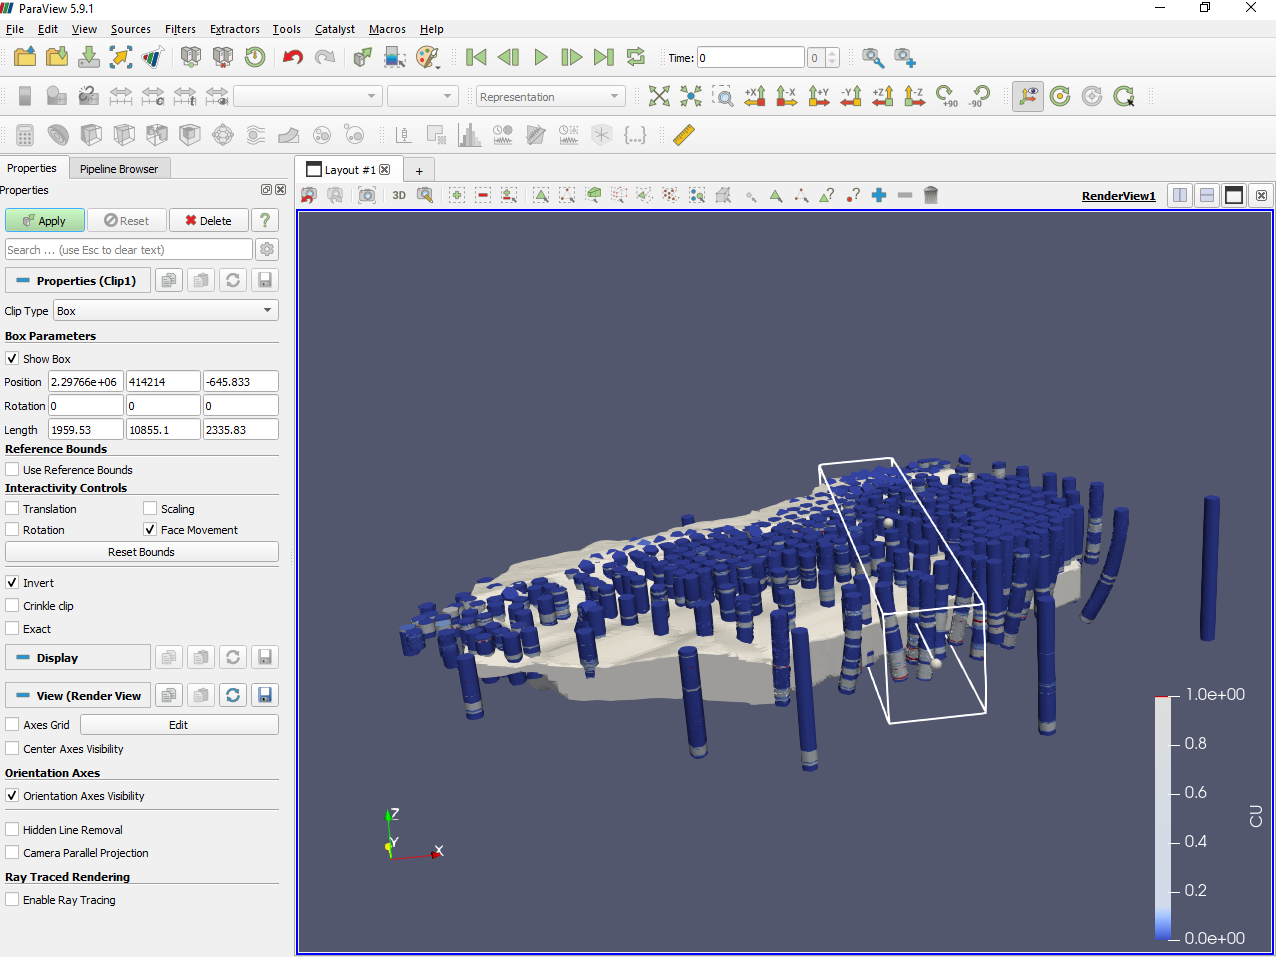 ParaView 5.9.1
File Edit View Sources Filters Extractors Tools Catalyst Macros Help
Time: 0 0
Representation +X -X +Y -Y +Z -Z +90 -90
Properties Pipeline Browser
Layout #1 +
Properties
3D RenderView1
Apply Reset Delete ?
Search ... (use Esc to clear text)
Properties (Clip1)
Clip Type Box
Box Parameters
Show Box
Position 2.29766e+06 414214 -645.833
Rotation 0 0 0
Length 1959.53 10855.1 2335.83
Reference Bounds
Use Reference Bounds
Interactivity Controls
Translation Scaling
Rotation Face Movement
Reset Bounds
Invert
Crinkle clip
Exact
Display
View (Render View
Axes Grid Edit
Center Axes Visibility
Orientation Axes
Orientation Axes Visibility
Hidden Line Removal
Camera Parallel Projection
Ray Traced Rendering
Enable Ray Tracing
Z
Y
X
1.0e+00
0.8
0.6
0.4
0.2
0.0e+00
CU